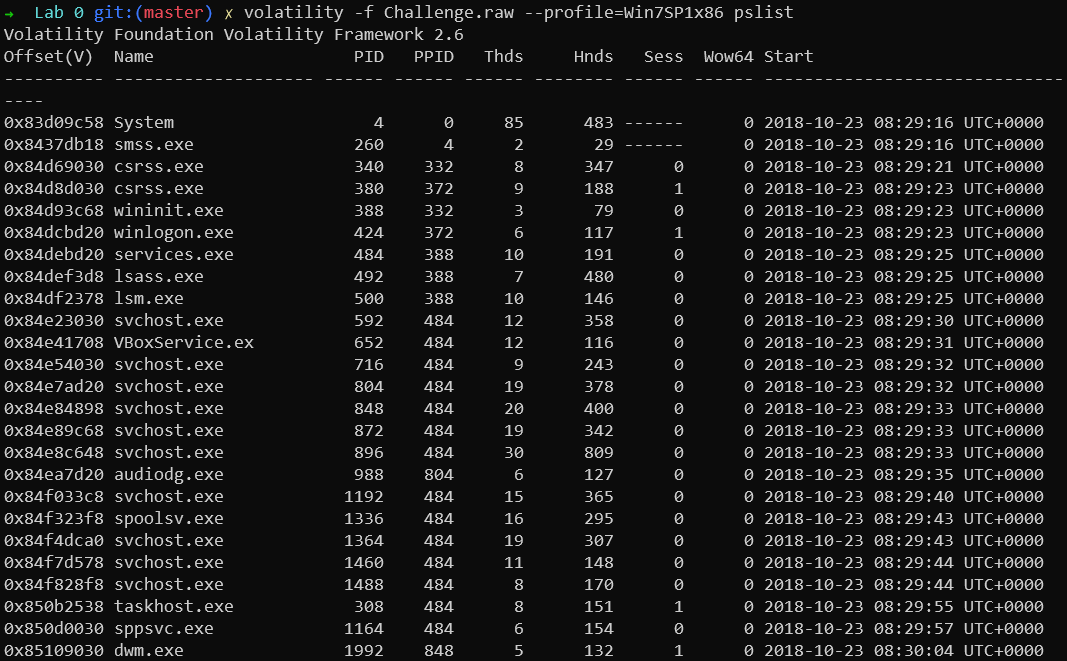 →  Lab 0 git:(master) ✗ volatility -f Challenge.raw --profile=Win7SP1x86 pslist
Volatility Foundation Volatility Framework 2.6
Offset(V)  Name                    PID   PPID   Thds     Hnds   Sess  Wow64 Start
---------- -------------------- ------ ------ ------ -------- ------ ------ ------------------------------
----
0x83d09c58 System                    4      0     85      483 ------      0 2018-10-23 08:29:16 UTC+0000
0x8437db18 smss.exe                260      4      2       29 ------      0 2018-10-23 08:29:16 UTC+0000
0x84d69030 csrss.exe               340    332      8      347      0      0 2018-10-23 08:29:21 UTC+0000
0x84d8d030 csrss.exe               380    372      9      188      1      0 2018-10-23 08:29:23 UTC+0000
0x84d93c68 wininit.exe             388    332      3       79      0      0 2018-10-23 08:29:23 UTC+0000
0x84dcbd20 winlogon.exe            424    372      6      117      1      0 2018-10-23 08:29:23 UTC+0000
0x84debd20 services.exe            484    388     10      191      0      0 2018-10-23 08:29:25 UTC+0000
0x84def3d8 lsass.exe               492    388      7      480      0      0 2018-10-23 08:29:25 UTC+0000
0x84df2378 lsm.exe                 500    388     10      146      0      0 2018-10-23 08:29:25 UTC+0000
0x84e23030 svchost.exe             592    484     12      358      0      0 2018-10-23 08:29:30 UTC+0000
0x84e41708 VBoxService.ex          652    484     12      116      0      0 2018-10-23 08:29:31 UTC+0000
0x84e54030 svchost.exe             716    484      9      243      0      0 2018-10-23 08:29:32 UTC+0000
0x84e7ad20 svchost.exe             804    484     19      378      0      0 2018-10-23 08:29:32 UTC+0000
0x84e84898 svchost.exe             848    484     20      400      0      0 2018-10-23 08:29:33 UTC+0000
0x84e89c68 svchost.exe             872    484     19      342      0      0 2018-10-23 08:29:33 UTC+0000
0x84e8c648 svchost.exe             896    484     30      809      0      0 2018-10-23 08:29:33 UTC+0000
0x84ea7d20 audiodg.exe             988    804      6      127      0      0 2018-10-23 08:29:35 UTC+0000
0x84f033c8 svchost.exe            1192    484     15      365      0      0 2018-10-23 08:29:40 UTC+0000
0x84f323f8 spoolsv.exe            1336    484     16      295      0      0 2018-10-23 08:29:43 UTC+0000
0x84f4dca0 svchost.exe            1364    484     19      307      0      0 2018-10-23 08:29:43 UTC+0000
0x84f7d578 svchost.exe            1460    484     11      148      0      0 2018-10-23 08:29:44 UTC+0000
0x84f828f8 svchost.exe            1488    484      8      170      0      0 2018-10-23 08:29:44 UTC+0000
0x850b2538 taskhost.exe            308    484      8      151      1      0 2018-10-23 08:29:55 UTC+0000
0x850d0030 sppsvc.exe             1164    484      6      154      0      0 2018-10-23 08:29:57 UTC+0000
0x85109030 dwm.exe                1992    848      5      132      1      0 2018-10-23 08:30:04 UTC+0000